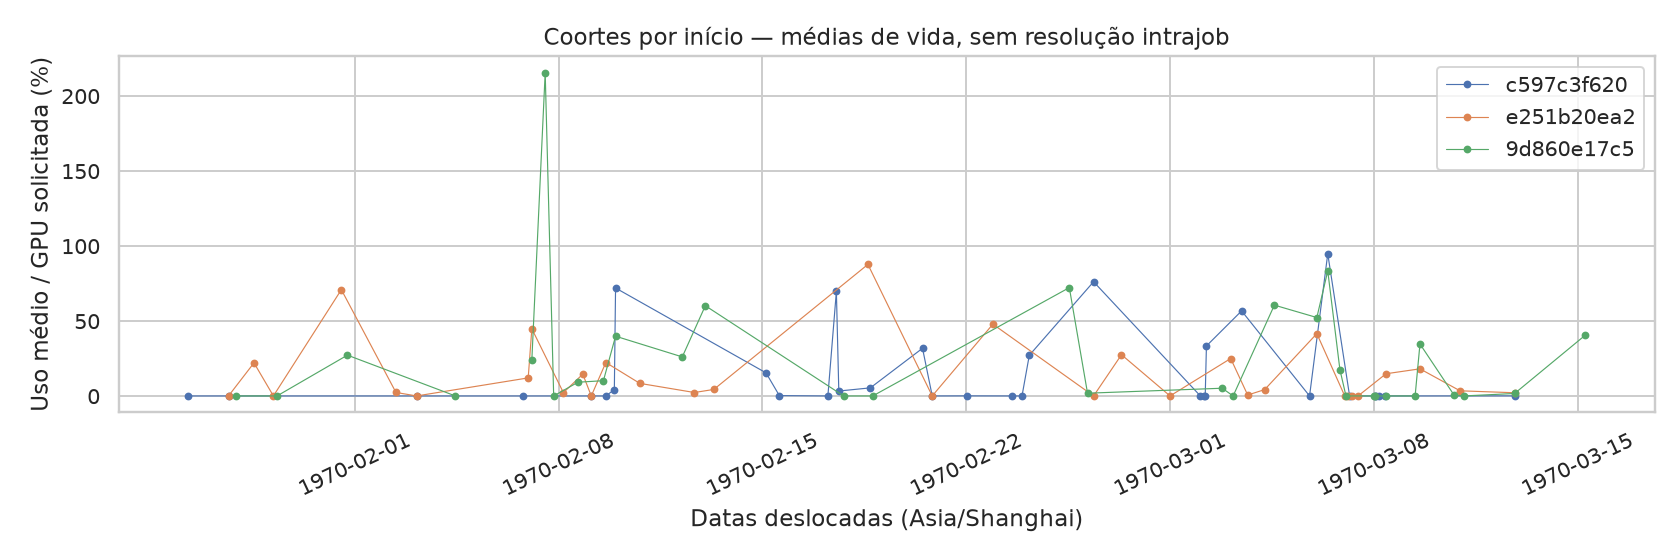 Coortes por início — médias de vida, sem resolução intrajob
Uso médio / GPU solicitada (%)
200
150
100
50
0
c597c3f620
e251b20ea2
9d860e17c5
1970-02-01
1970-02-08
1970-02-15
1970-02-22
1970-03-01
1970-03-08
1970-03-15
Datas deslocadas (Asia/Shanghai)